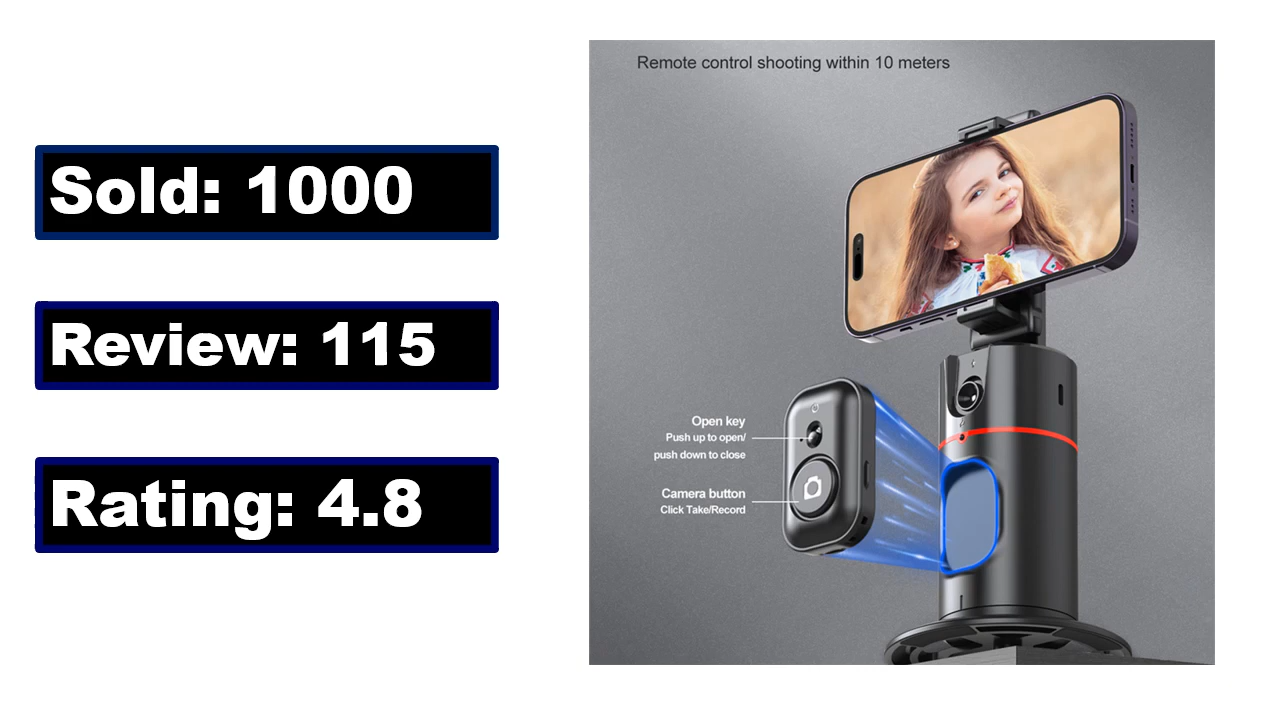 Sold: 1000
Review: 115
Rating: 4.8
Remote control shooting within 10 meters
Open key
Push up to open/
push down to close
Camera button
Click Take/Record